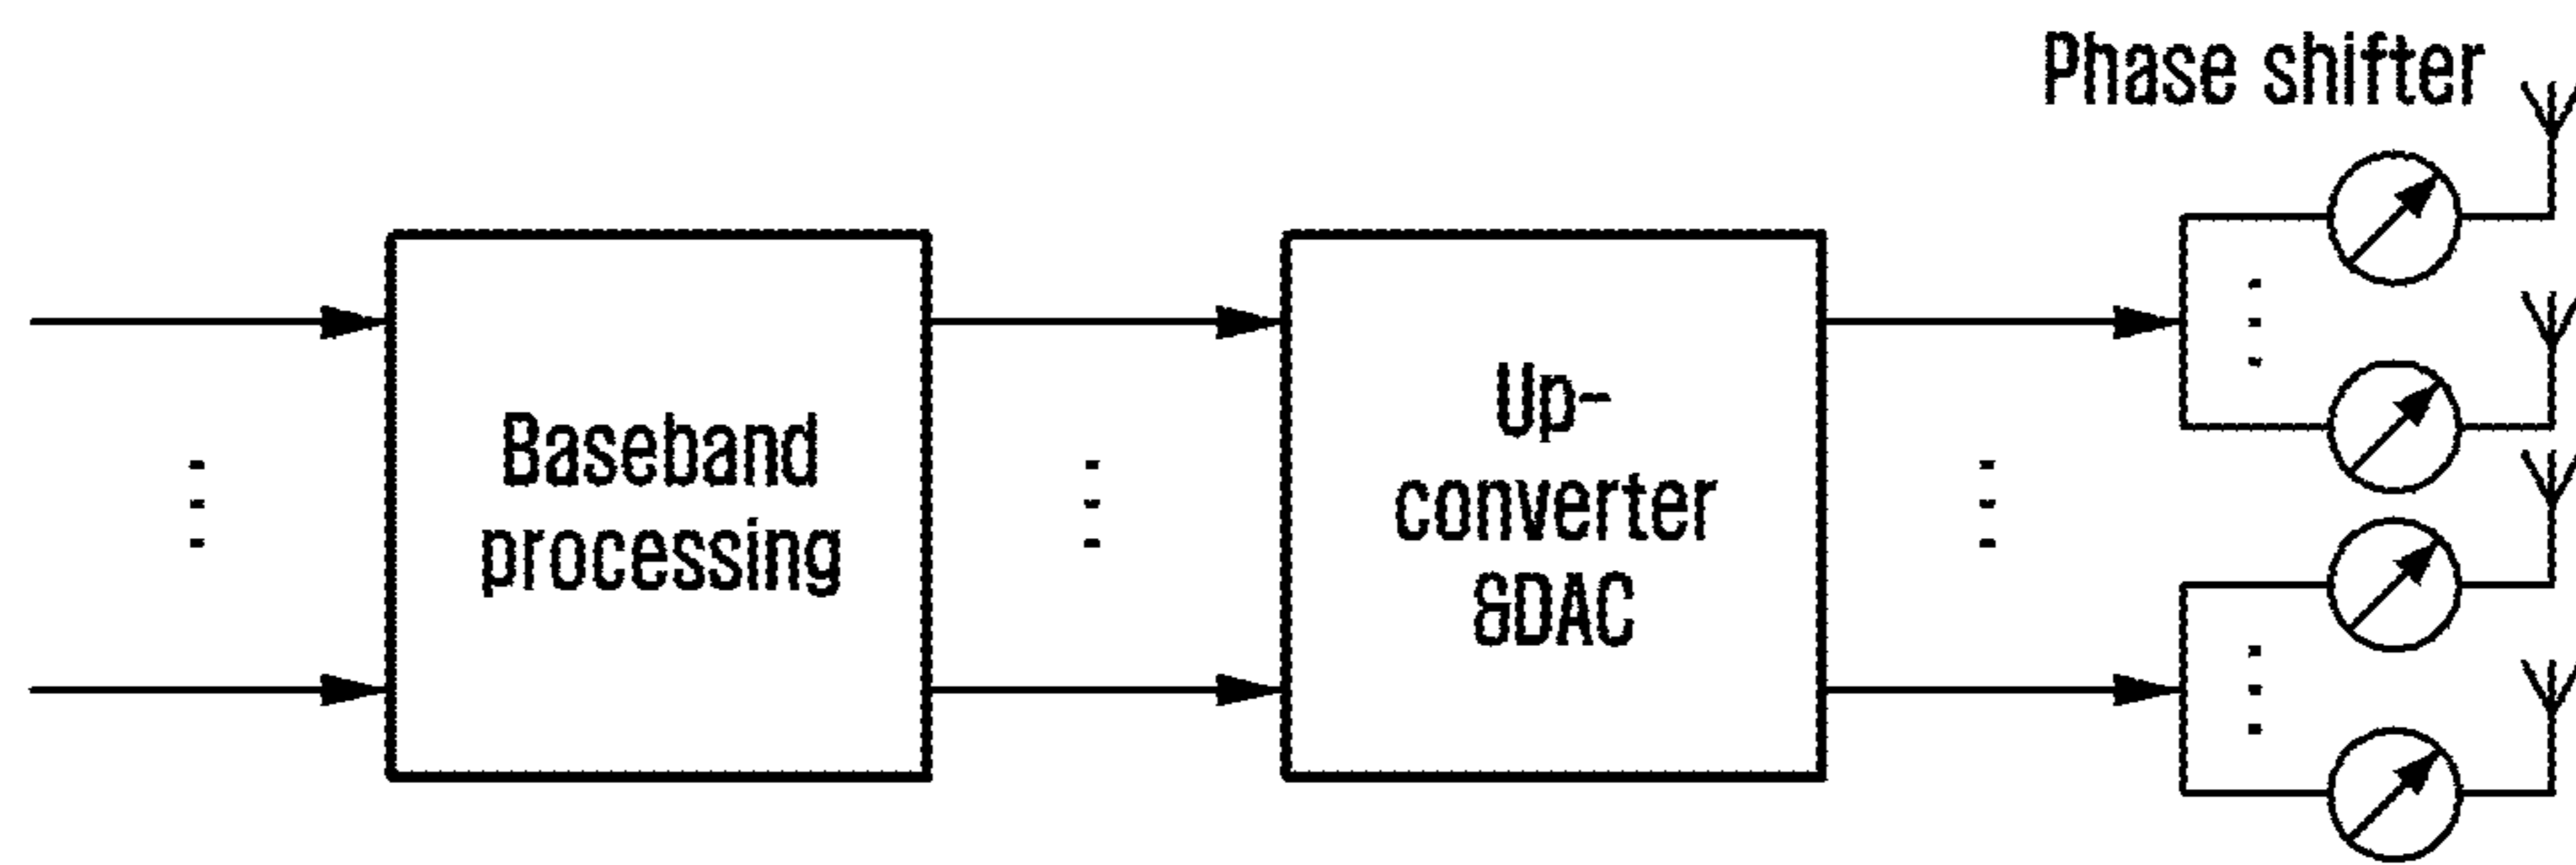 Phase shifter
Baseband
processing
Up-
converter
&DAC